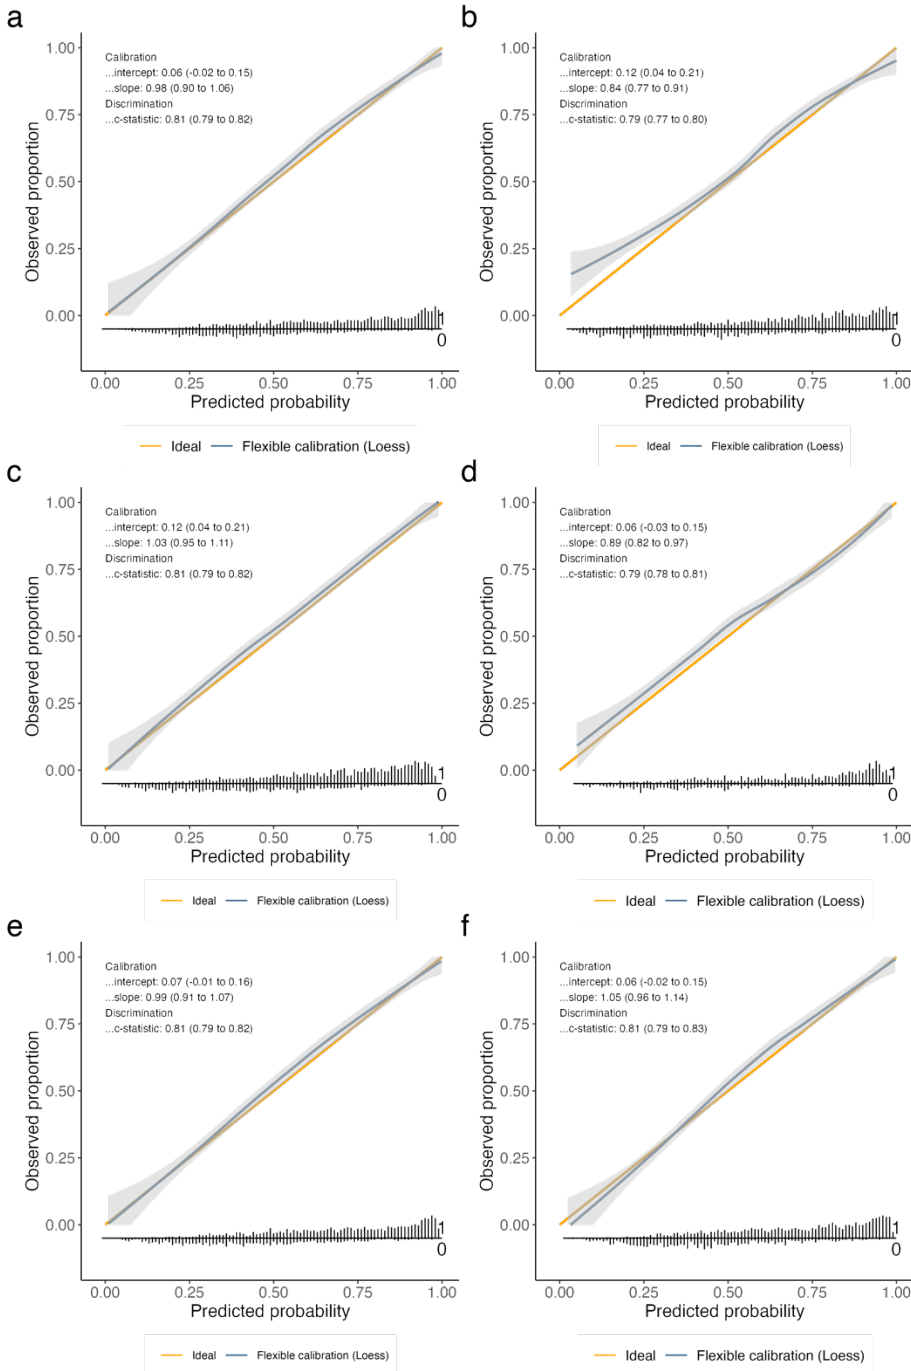 a
1.00
0.75
0.50
0.25
0.00
Observed proportion
Calibration
...intercept: 0.06 (-0.02 to 0.15)
...slope: 0.98 (0.90 to 1.06)
Discrimination
...c-statistic: 0.81 (0.79 to 0.82)
1
0
0.00 0.25 0.50 0.75 1.00
Predicted probability
Ideal Flexible calibration (Loess)
b
1.00
0.75
0.50
0.25
0.00
Observed proportion
Calibration
...intercept: 0.12 (0.04 to 0.21)
...slope: 0.84 (0.77 to 0.91)
Discrimination
...c-statistic: 0.79 (0.77 to 0.80)
1
0
0.00 0.25 0.50 0.75 1.00
Predicted probability
Ideal Flexible calibration (Loess)
c
1.00
0.75
0.50
0.25
0.00
Observed proportion
Calibration
...intercept: 0.12 (0.04 to 0.21)
...slope: 1.03 (0.95 to 1.11)
Discrimination
...c-statistic: 0.81 (0.79 to 0.82)
1
0
0.00 0.25 0.50 0.75 1.00
Predicted probability
Ideal Flexible calibration (Loess)
d
1.00
0.75
0.50
0.25
0.00
Observed proportion
Calibration
...intercept: 0.06 (-0.03 to 0.15)
...slope: 0.89 (0.82 to 0.97)
Discrimination
...c-statistic: 0.79 (0.78 to 0.81)
1
0
0.00 0.25 0.50 0.75 1.00
Predicted probability
Ideal Flexible calibration (Loess)
e
1.00
0.75
0.50
0.25
0.00
Observed proportion
Calibration
...intercept: 0.07 (-0.01 to 0.16)
...slope: 0.99 (0.91 to 1.07)
Discrimination
...c-statistic: 0.81 (0.79 to 0.82)
1
0
0.00 0.25 0.50 0.75 1.00
Predicted probability
Ideal Flexible calibration (Loess)
f
1.00
0.75
0.50
0.25
0.00
Observed proportion
Calibration
...intercept: 0.06 (-0.02 to 0.15)
...slope: 1.05 (0.96 to 1.14)
Discrimination
...c-statistic: 0.81 (0.79 to 0.83)
1
0
0.00 0.25 0.50 0.75 1.00
Predicted probability
Ideal Flexible calibration (Loess)